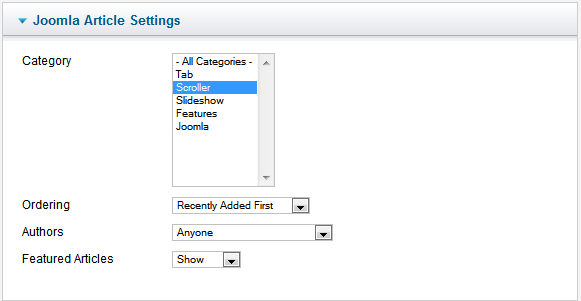 Joomla Article Settings
Category
- All Categories -
Tab
Scroller
Slideshow
Features
Joomla
Ordering Recently Added First
Authors Anyone
Featured Articles Show